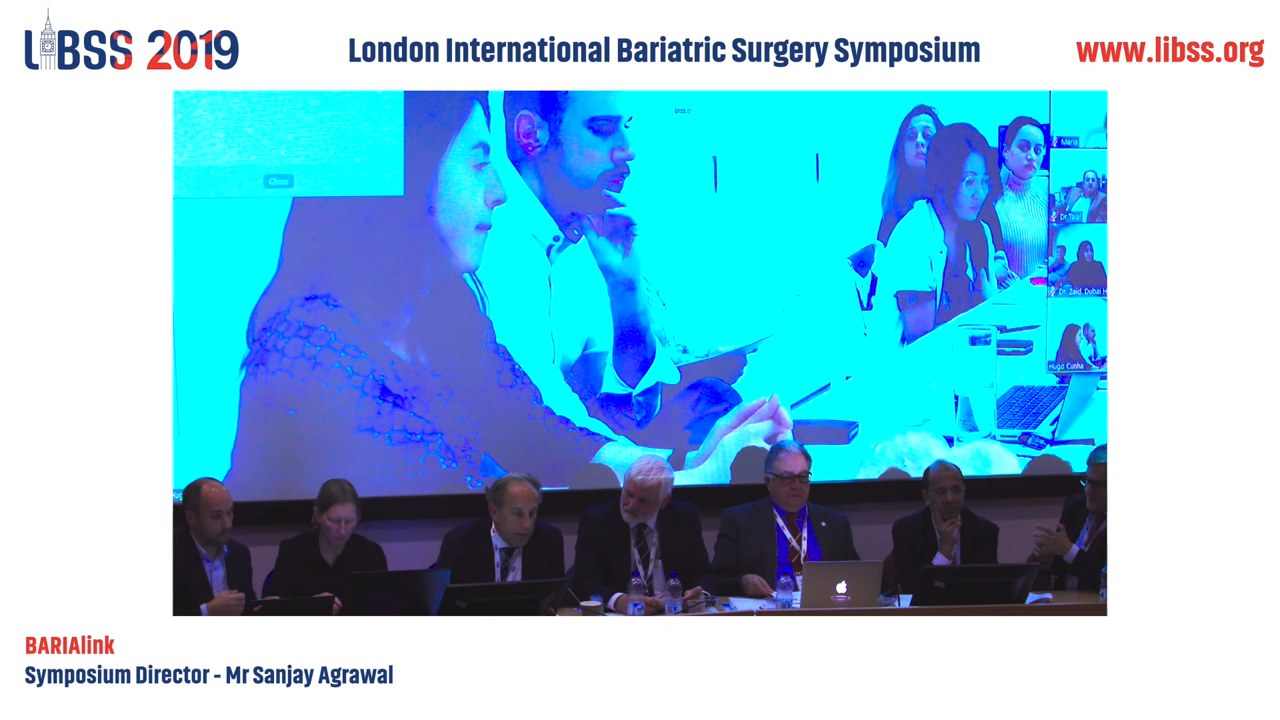 LIBSS 2019
London International Bariatric Surgery Symposium
www.libss.org
Maria
Dr Talal
Dr. Zaid. Dubai H
Hugo Cunha
BARIAlink
Symposium Director - Mr Sanjay Agrawal